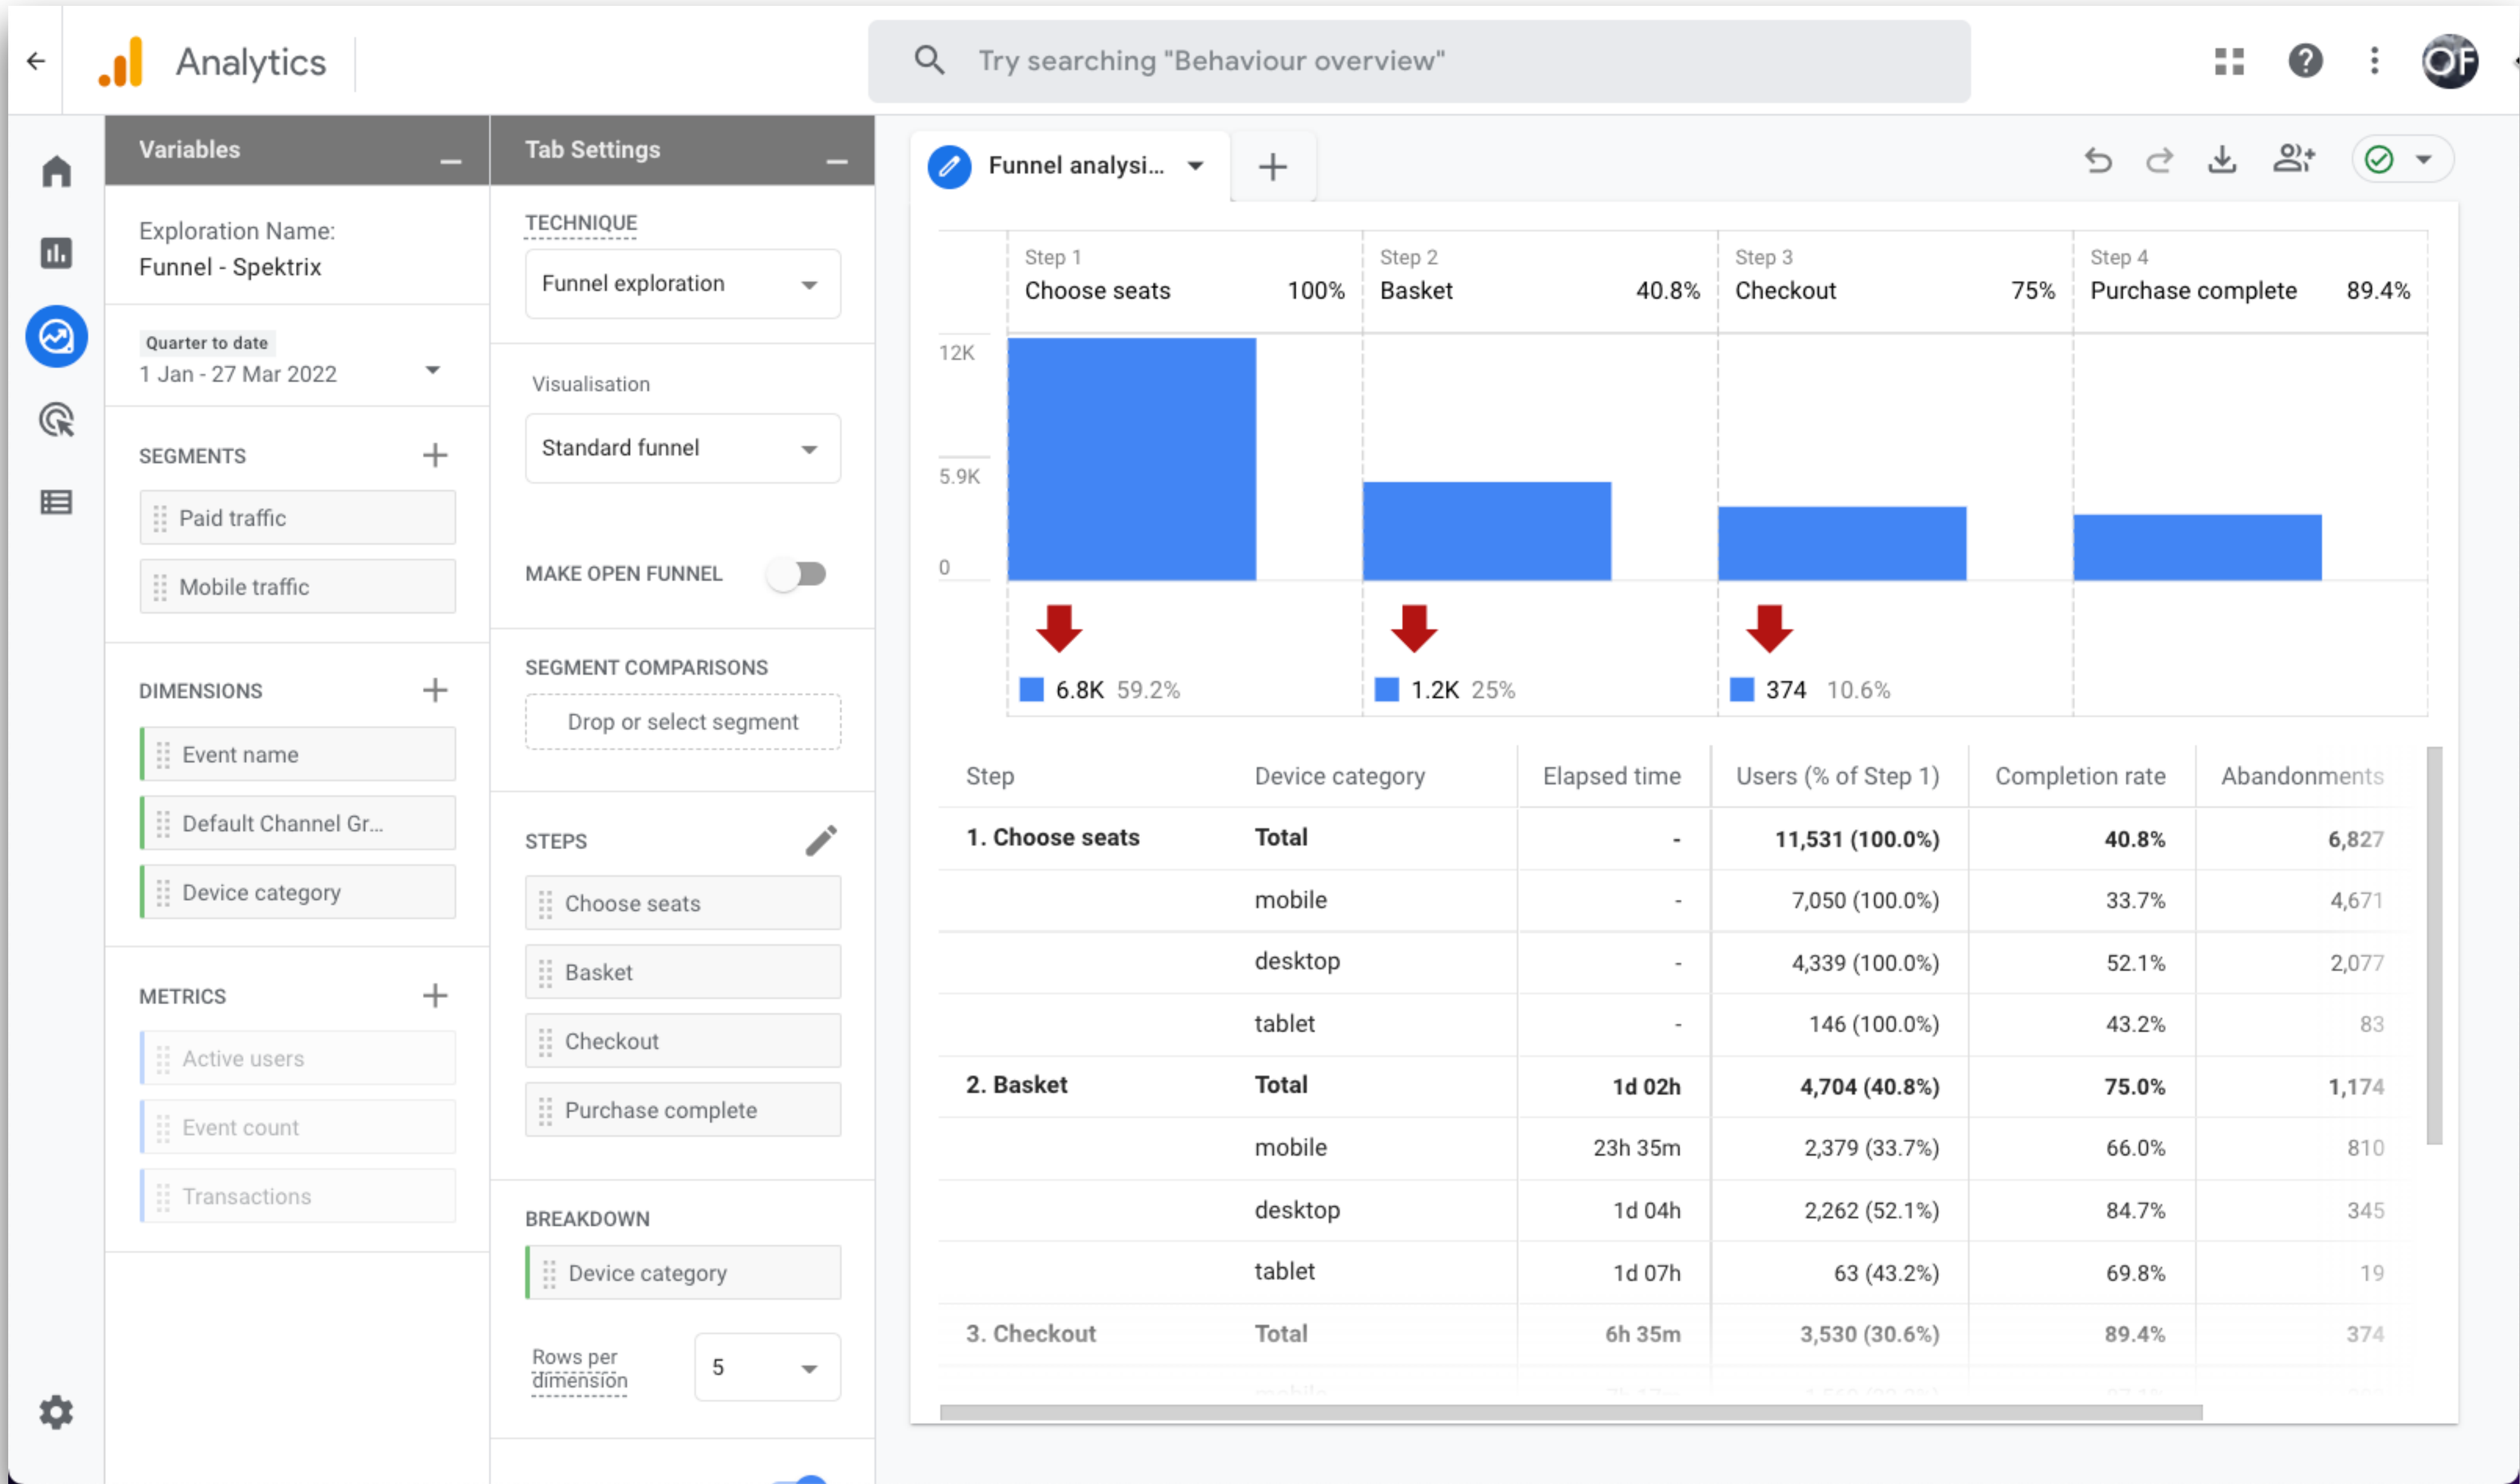 Analytics
Try searching "Behaviour overview"
OF
Variables
Exploration Name:
Funnel - Spektrix
Quarter to date
1 Jan - 27 Mar 2022
SEGMENTS
Paid traffic
Mobile traffic
DIMENSIONS
Event name
Default Channel Gr...
Device category
METRICS
Active users
Event count
Transactions
Tab Settings
TECHNIQUE
Funnel exploration
Visualisation
Standard funnel
MAKE OPEN FUNNEL
SEGMENT COMPARISONS
Drop or select segment
STEPS
Choose seats
Basket
Checkout
Purchase complete
BREAKDOWN
Device category
Rows per
dimension
5
Funnel analysi...
Step 1
Choose seats 100%
Step 2
Basket 40.8%
Step 3
Checkout 75%
Step 4
Purchase complete 89.4%
12K
5.9K
0
6.8K 59.2%
1.2K 25%
374 10.6%
Step Device category Elapsed time Users (% of Step 1) Completion rate Abandonments
1. Choose seats Total - 11,531 (100.0%) 40.8% 6,827
mobile - 7,050 (100.0%) 33.7% 4,671
desktop - 4,339 (100.0%) 52.1% 2,077
tablet - 146 (100.0%) 43.2% 83
2. Basket Total 1d 02h 4,704 (40.8%) 75.0% 1,174
mobile 23h 35m 2,379 (33.7%) 66.0% 810
desktop 1d 04h 2,262 (52.1%) 84.7% 345
tablet 1d 07h 63 (43.2%) 69.8% 19
3. Checkout Total 6h 35m 3,530 (30.6%) 89.4% 374
mobile